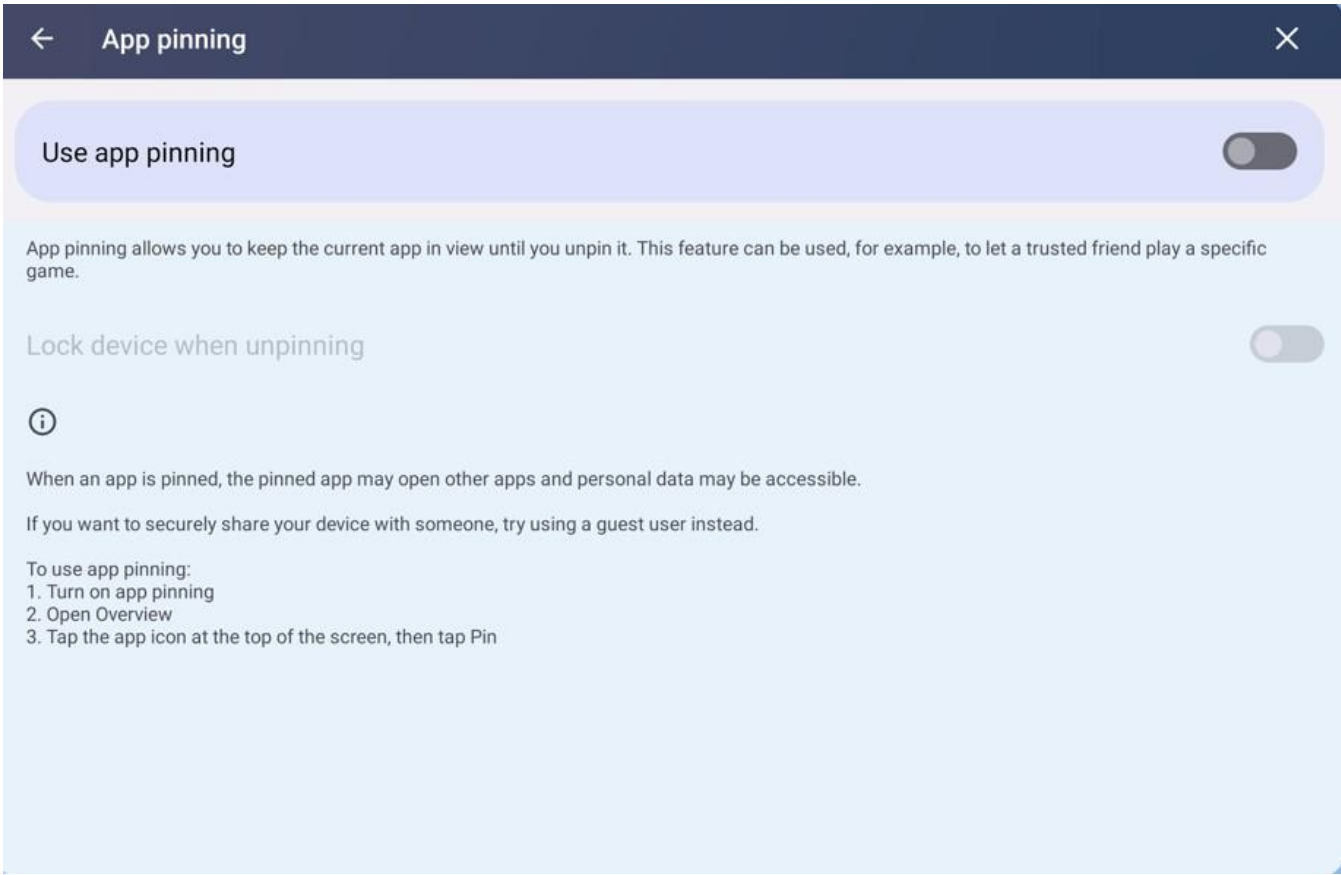 App pinning
Use app pinning
App pinning allows you to keep the current app in view until you unpin it. This feature can be used, for example, to let a trusted friend play a specific
game.
Lock device when unpinning
When an app is pinned, the pinned app may open other apps and personal data may be accessible.
If you want to securely share your device with someone, try using a guest user instead.
To use app pinning:
1. Turn on app pinning
2. Open Overview
3. Tap the app icon at the top of the screen, then tap Pin